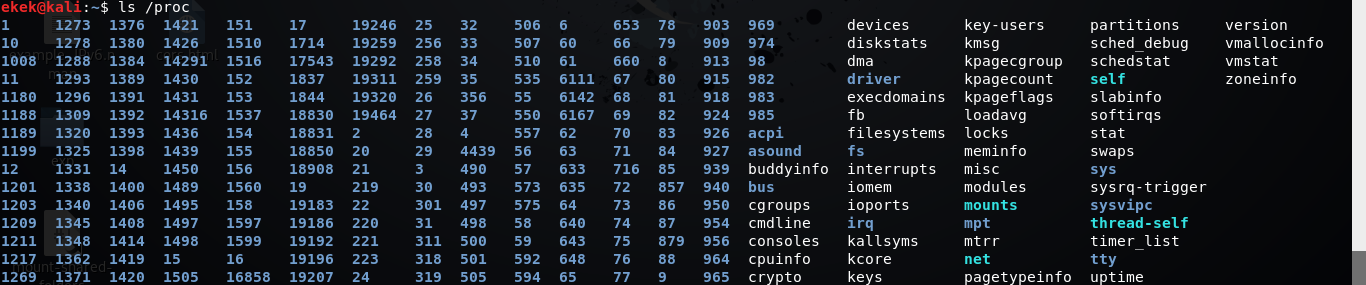 ekek@kali:~$ ls /proc
1 1273 1376 1421 151 17 19246 25 32 506 6 653 78 903 969 devices key-users partitions version
10 1278 1380 1426 1510 1714 19259 256 33 507 60 66 79 909 974 diskstats kmsg sched_debug vmallocinfo
1008 1288 1384 14291 1516 17543 19292 258 34 510 61 660 8 913 98 dma kpagecgroup schedstat vmstat
11 1293 1389 1430 152 1837 19311 259 35 535 6111 67 80 915 982 driver kpagecount self zoneinfo
1180 1296 1391 1431 153 1844 19320 26 356 55 6142 68 81 918 983 execdomains kpageflags slabinfo
1188 1309 1392 14316 1537 18830 19464 27 37 550 6167 69 82 924 985 fb loadavg softirqs
1189 1320 1393 1436 154 18831 2 28 4 557 62 70 83 926 acpi filesystems locks stat
1199 1325 1398 1439 155 18850 20 29 4439 56 63 71 84 927 asound fs meminfo swaps
12 1331 14 1450 156 18908 21 3 490 57 633 716 85 939 buddyinfo interrupts misc sys
1201 1338 1400 1489 1560 19 219 30 493 573 635 72 857 940 bus iomem modules sysrq-trigger
1203 1340 1406 1495 158 19183 22 301 497 575 64 73 86 950 cgroups ioports mounts sysvipc
1209 1345 1408 1497 1597 19186 220 31 498 58 640 74 87 954 cmdline irq mpt thread-self
1211 1348 1414 1498 1599 19192 221 311 500 59 643 75 879 956 consoles kallsyms mtrr timer_list
1217 1362 1419 15 16 19196 223 318 501 592 648 76 88 964 cpuinfo kcore net tty
1269 1371 1420 1505 16858 19207 24 319 505 594 65 77 9 965 crypto keys pagetypeinfo uptime